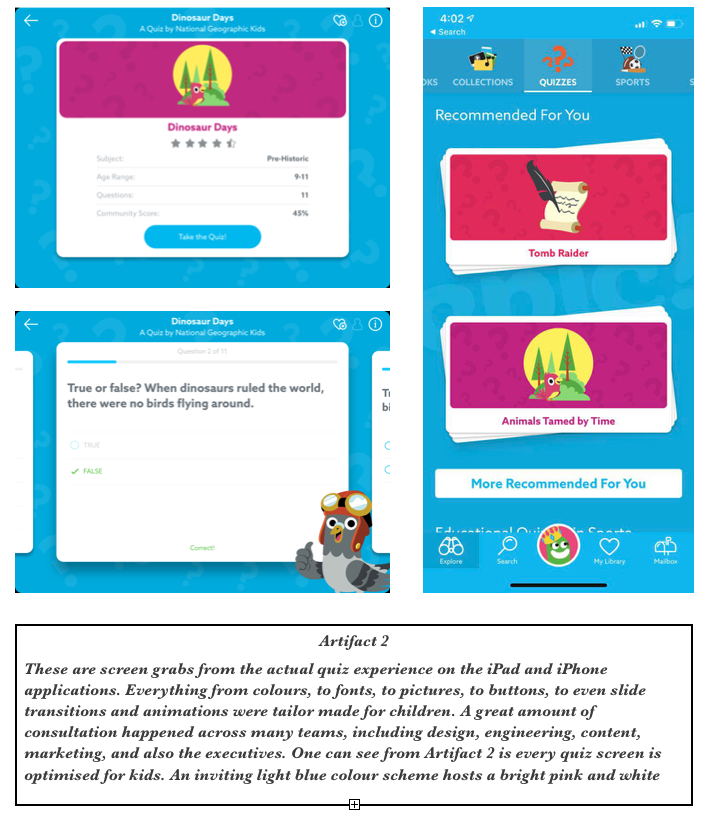 Dinosaur Days
A Quiz by National Geographic Kids
Dinosaur Days
Subject: Pre-Historic
Age Range: 9-11
Questions: 11
Community Score: 45%
Take the Quiz!
Dinosaur Days
A Quiz by National Geographic Kids
Question 2 of 11
True or false? When dinosaurs ruled the world,
there were no birds flying around.
TRUE
FALSE
Correct!
4:02
Search
OKS COLLECTIONS QUIZZES SPORTS S
Recommended For You
Tomb Raider
Animals Tamed by Time
More Recommended For You
Explore Search My Library Mailbox
Artifact 2
These are screen grabs from the actual quiz experience on the iPad and iPhone
applications. Everything from colours, to fonts, to pictures, to buttons, to even slide
transitions and animations were tailor made for children. A great amount of
consultation happened across many teams, including design, engineering, content,
marketing, and also the executives. One can see from Artifact 2 is every quiz screen is
optimised for kids. An inviting light blue colour scheme hosts a bright pink and white